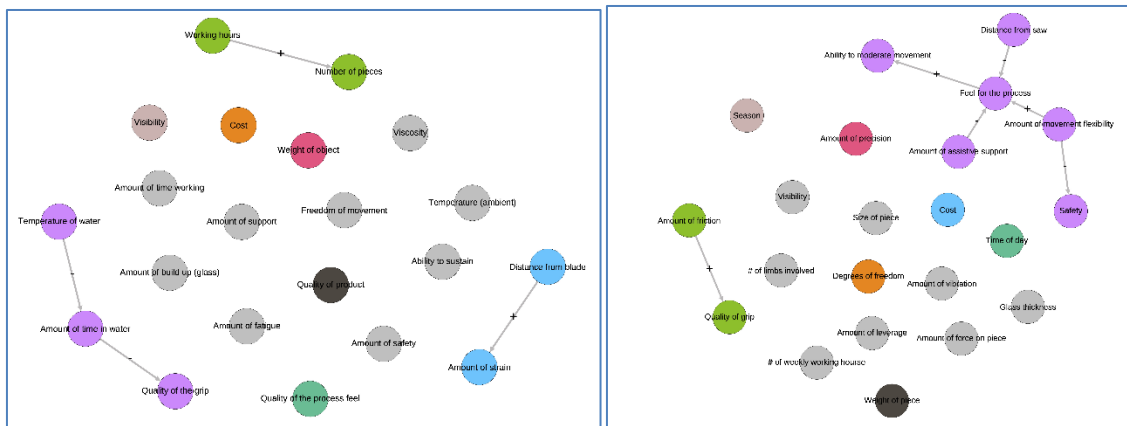 Working hours
+
Number of pieces
Visibility
Cost
Viscosity
Weight of object
Amount of time working
Temperature of water
Amount of support
Freedom of movement
Temperature (ambient)
-
Amount of build up (glass)
Ability to sustain
Distance from blade
Quality of product
+
Amount of time in water
Amount of fatigue
Amount of safety
-
Amount of strain
Quality of the grip
Quality of the process feel
Distance from saw
Ability to moderate movement
-
+
Feel for the process
+
Season
Amount of movement flexibility
-
Amount of precision
Amount of assistive support
-
Visibility
Amount of friction
Size of piece
Cost
Safety
Time of day
+
# of limbs involved
Degrees of freedom
Amount of vibration
Glass thickness
Quality of grip
Amount of leverage
Amount of force on piece
# of weekly working hourse
Weight of piece